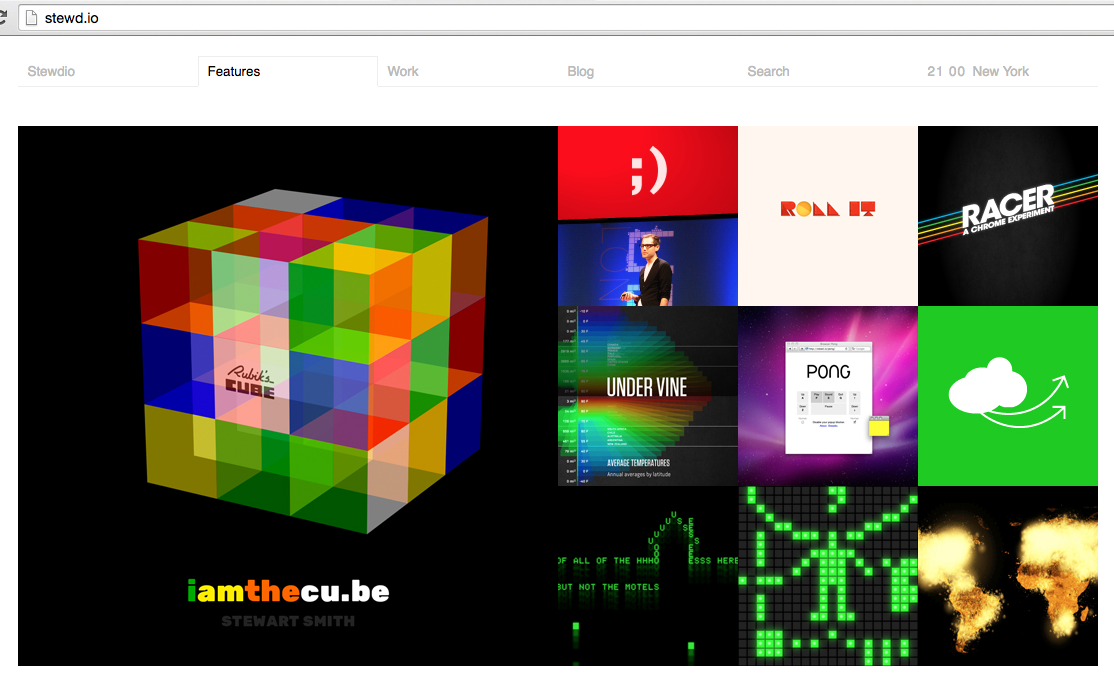 stewd.io
Stewdio
Features
Work
Blog
Search
21 00 New York
;)
ROLL IT
RACER
A CHROME EXPERIMENT
Rubik's
CUBE
UNDER VINE
AVERAGE TEMPERATURES
Annual averages by latitude
PONG
OF ALL OF THE HHHO
ESSS HERE
BUT NOT THE MOTELS
iamthecu.be
STEWART SMITH